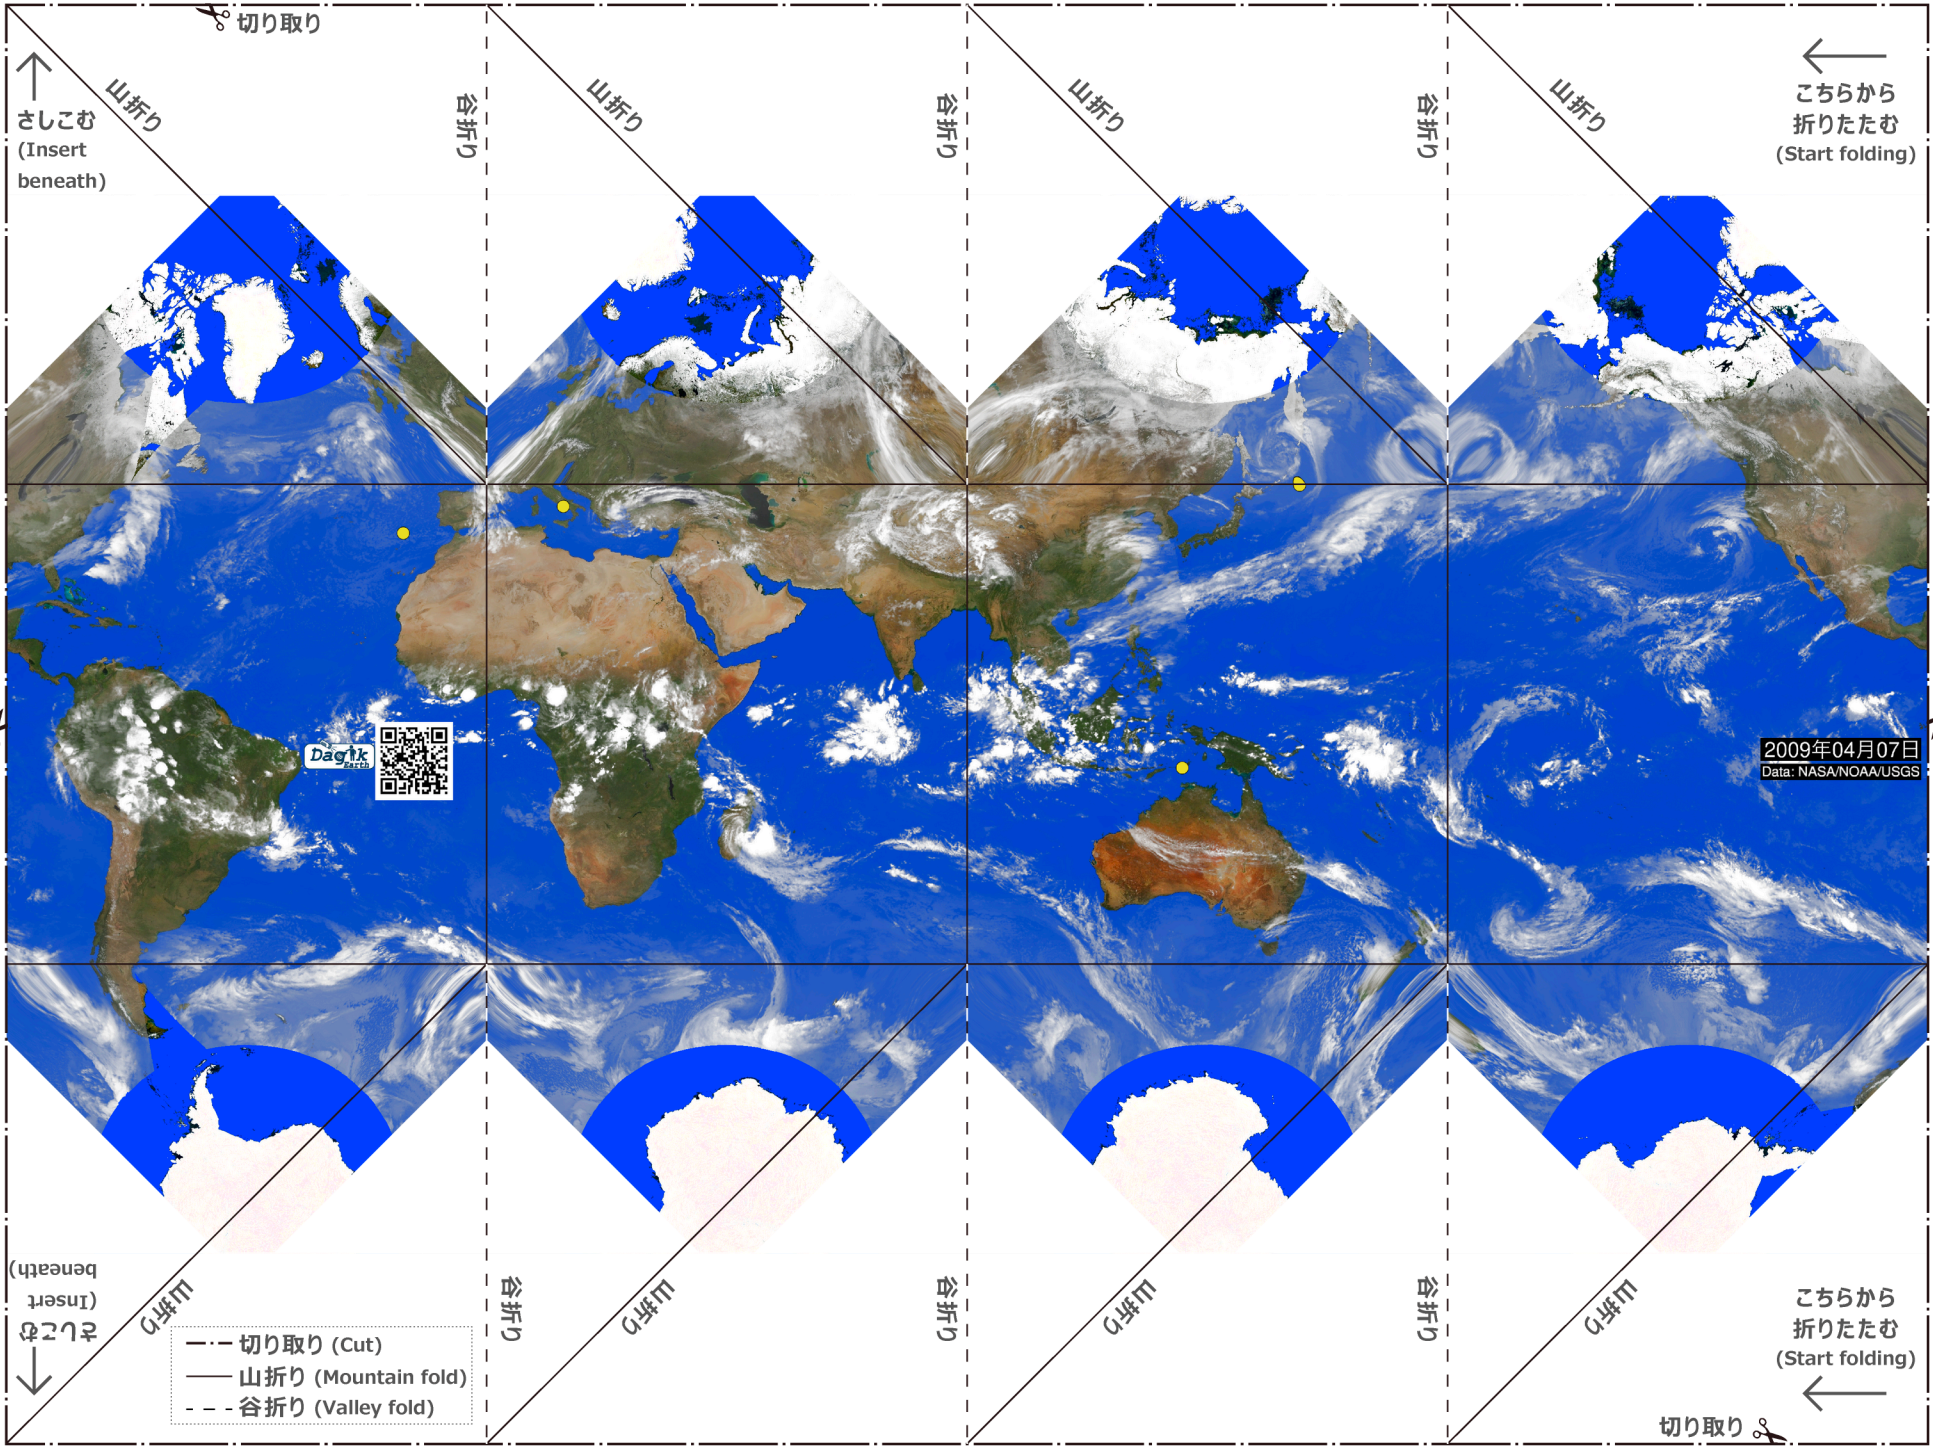 切り取り
さしこむ
(Insert
beneath)
山折り
谷折り
山折り
谷折り
山折り
谷折り
山折り
こちらから
折りたたむ
(Start folding)
Dagik
Earth
2009年04月07日
Data: NASA/NOAA/USGS
さしこむ
(Insert
beneath)
山折り
谷折り
山折り
谷折り
山折り
谷折り
山折り
こちらから
折りたたむ
(Start folding)
切り取り (Cut)
山折り (Mountain fold)
谷折り (Valley fold)
切り取り